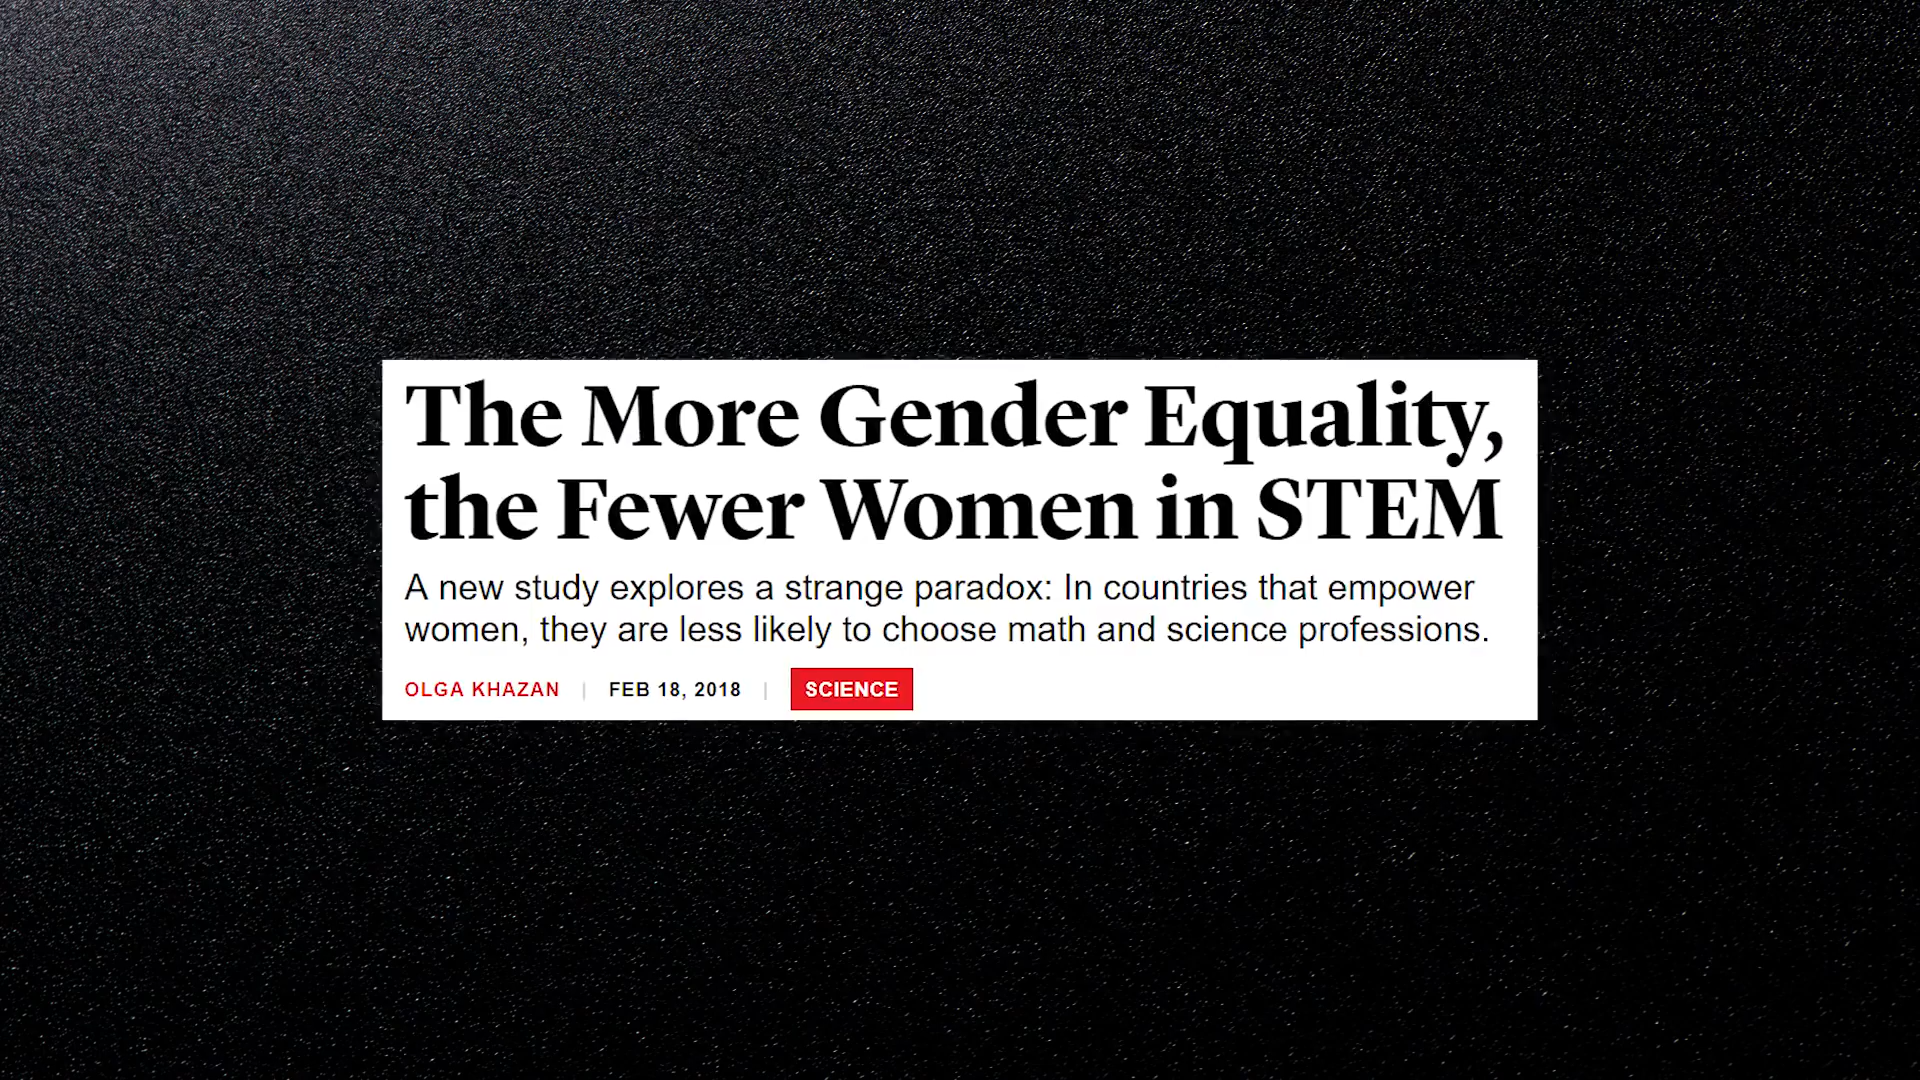 The More Gender Equality,
the Fewer Women in STEM
A new study explores a strange paradox: In countries that empower
women, they are less likely to choose math and science professions.
OLGA KHAZAN | FEB 18, 2018 | SCIENCE